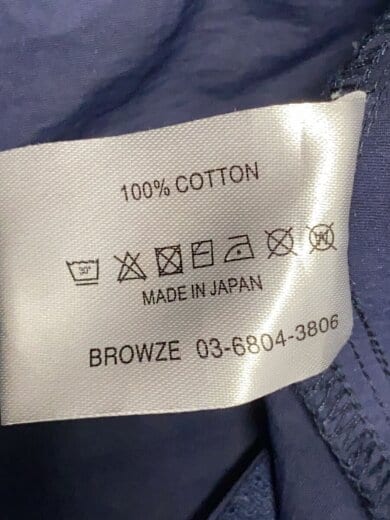 100% COTTON
30°
W
MADE IN JAPAN
BROWZE 03-6804-3806